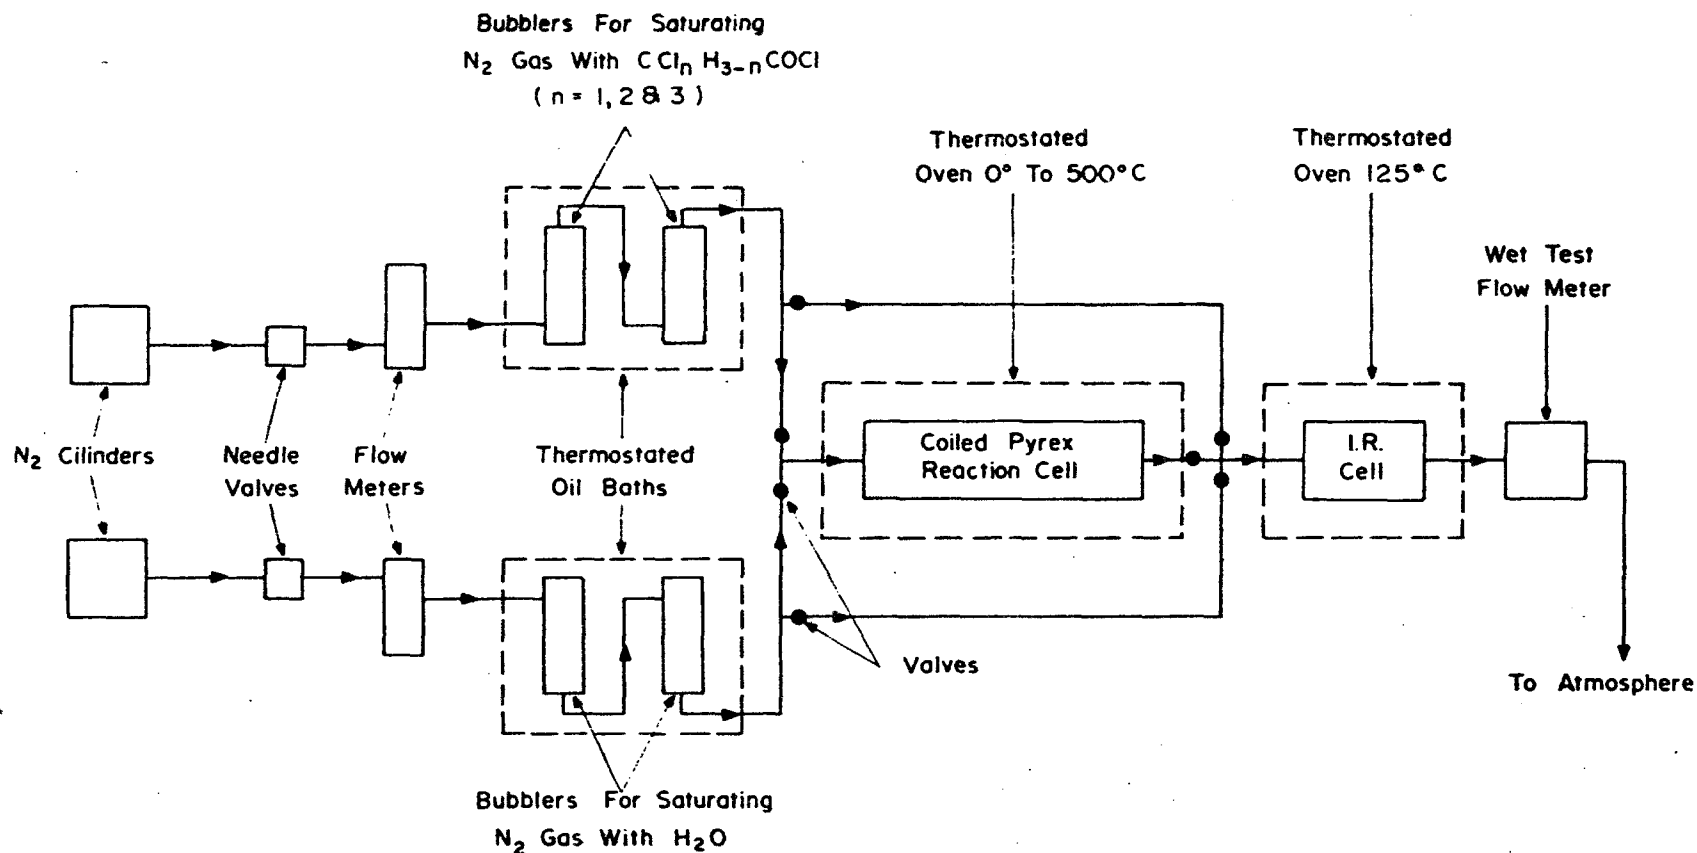 Bubblers For Saturating
N₂ Gas With CClₙH₃₋ₙCOCl
(n = 1, 2 & 3)
Thermostated
Oven 0° To 500°C
Thermostated
Oven 125°C
Wet Test
Flow Meter
N₂ Cilinders
Needle
Valves
Flow
Meters
Thermostated
Oil Baths
Coiled Pyrex
Reaction Cell
I.R.
Cell
Valves
To Atmosphere
Bubblers For Saturating
N₂ Gas With H₂O